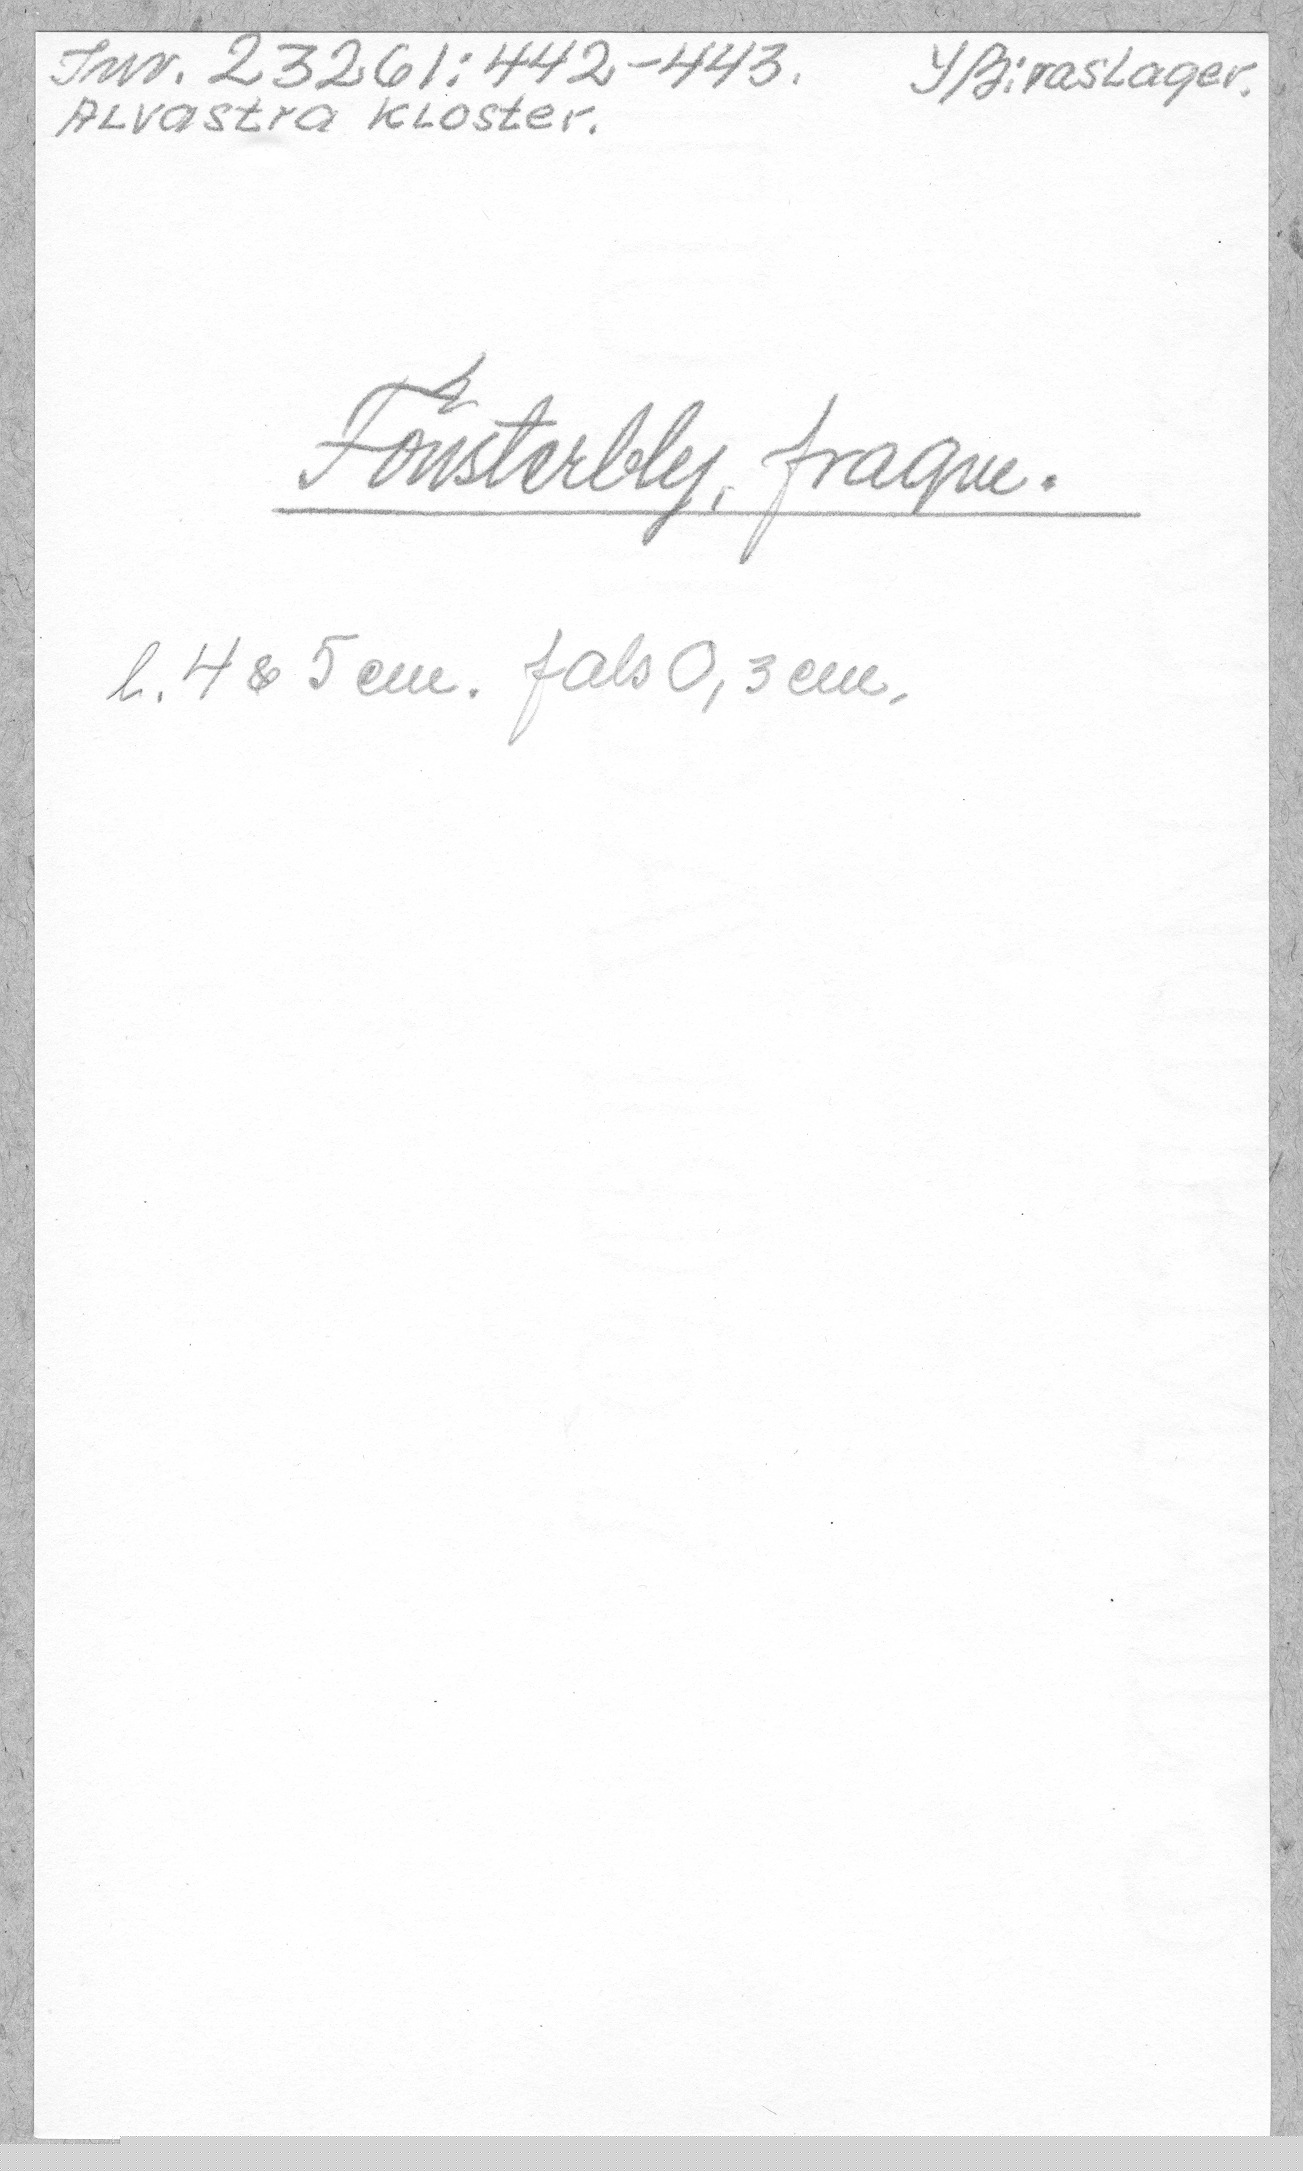 Inv. 23261:442-443. Y/B:raslager.
Alvastra kloster.
Fönsterbly, fragm.
l. 4 & 5 cm. fals 0,3 cm.